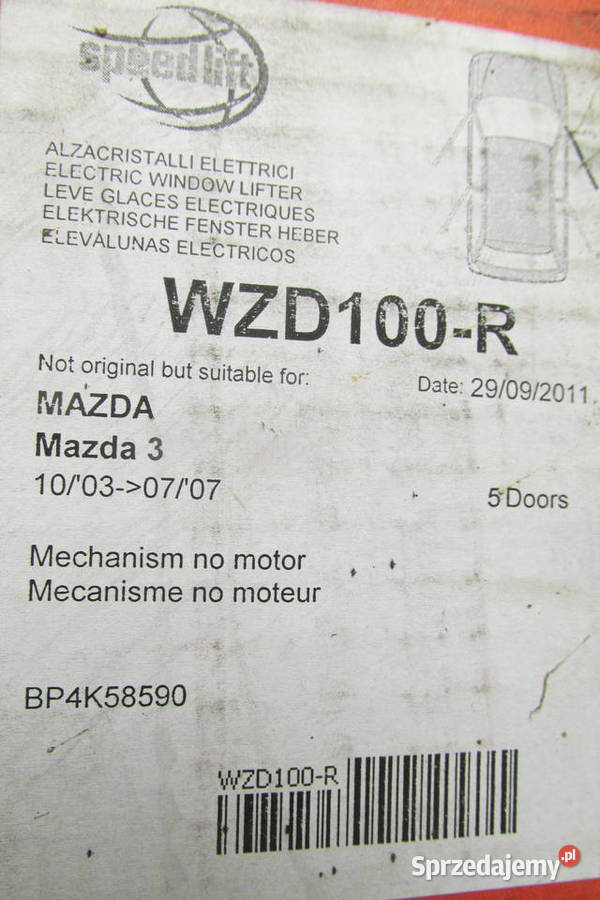 speedlift
ALZACRISTALLI ELETTRICI
ELECTRIC WINDOW LIFTER
LEVE GLACES ELECTRIQUES
ELEKTRISCHE FENSTER HEBER
ELEVALUNAS ELECTRICOS
WZD100-R
Not original but suitable for:
Date: 29/09/2011
MAZDA
Mazda 3
10/'03->07/'07
5 Doors
Mechanism no motor
Mecanisme no moteur
BP4K58590
WZD100-R
Sprzedajemy.pl